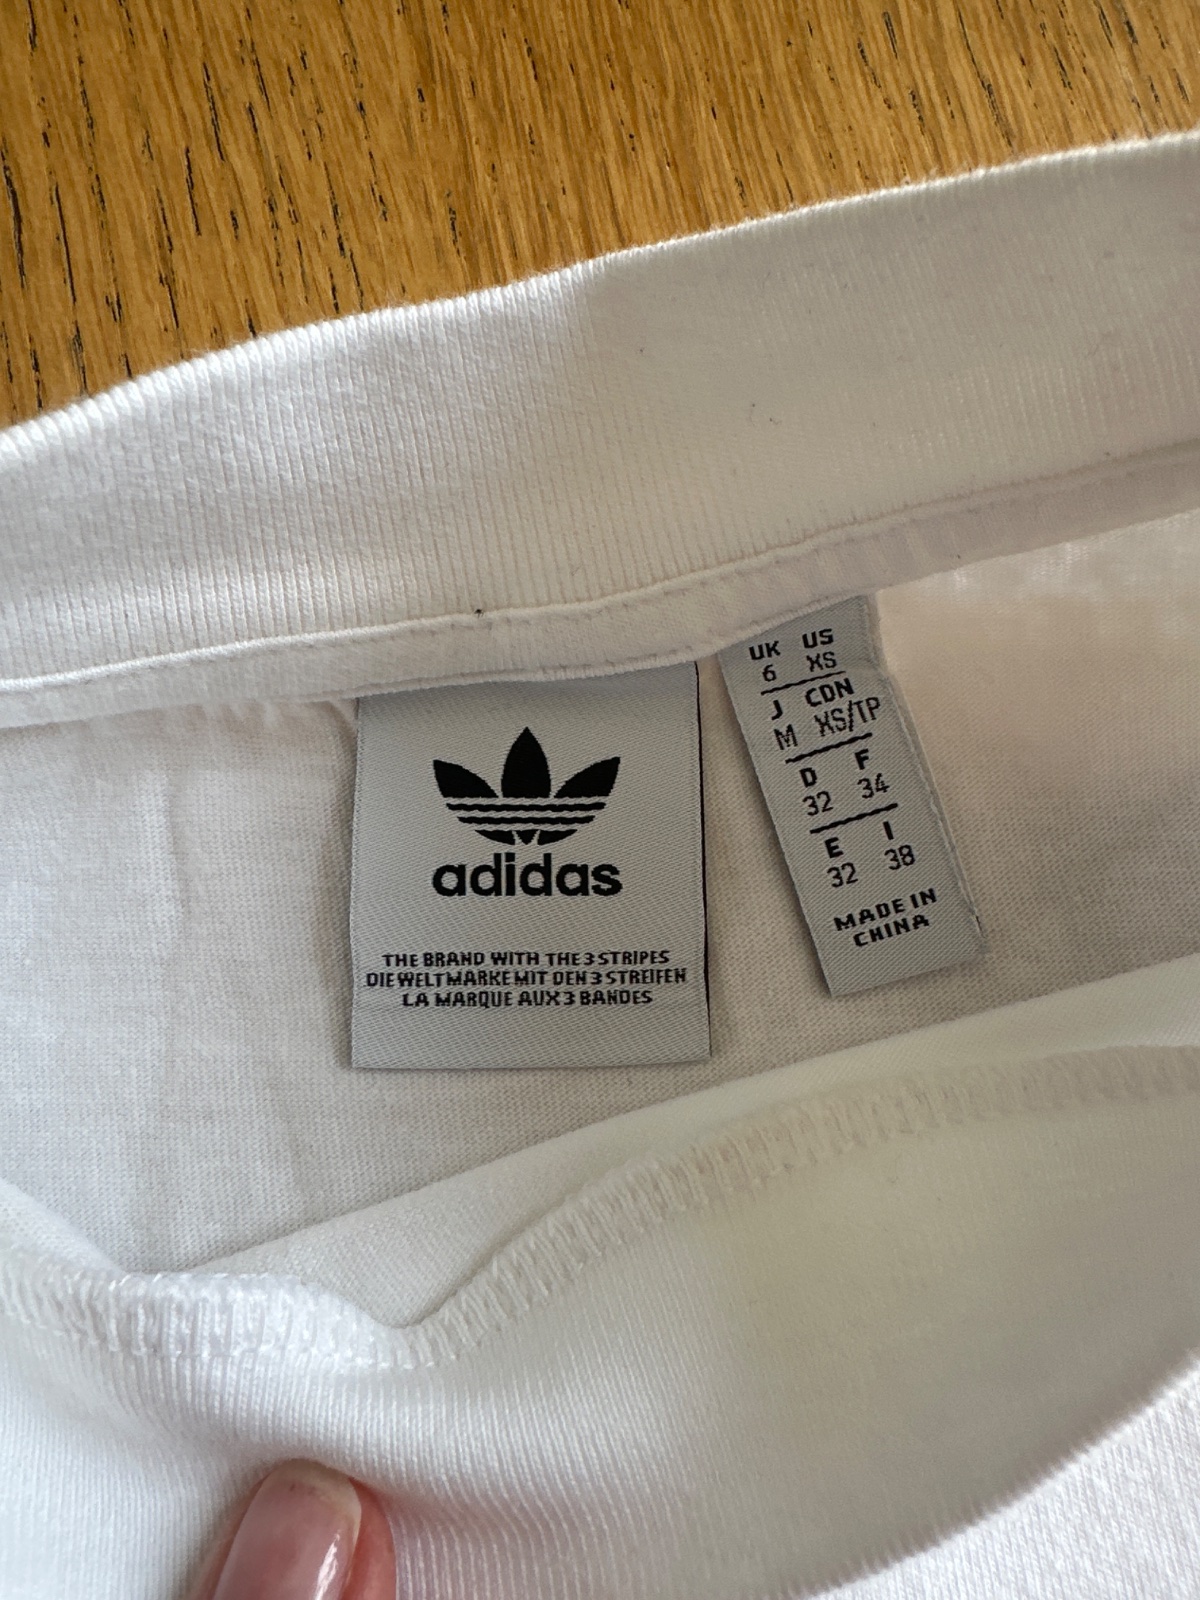 adidas
THE BRAND WITH THE 3 STRIPES
DIE WELTMARKE MIT DEN 3 STREIFEN
LA MARQUE AUX 3 BANDES
UK US
6 XS
J CDN
M XS/TP
D F
32 34
E I
32 38
MADE IN
CHINA